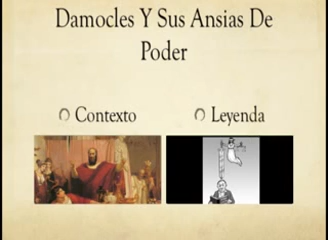 Damocles Y Sus Ansias De
Poder
Contexto
Leyenda